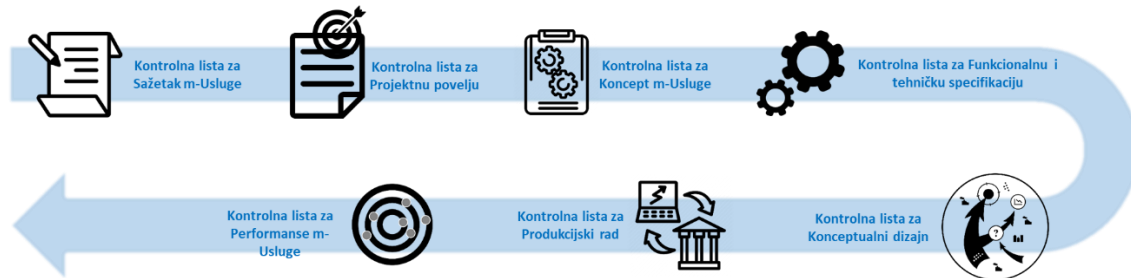 Kontrolna lista za
Sažetak m-Usluge
Kontrolna lista za
Projektnu povelju
Kontrolna lista za
Koncept m-Usluge
Kontrolna lista za Funkcionalnu i
tehničku specifikaciju
Kontrolna lista za
Konceptualni dizajn
Kontrolna lista za
Produkcijski rad
Kontrolna lista za
Performanse m-
Usluge
?